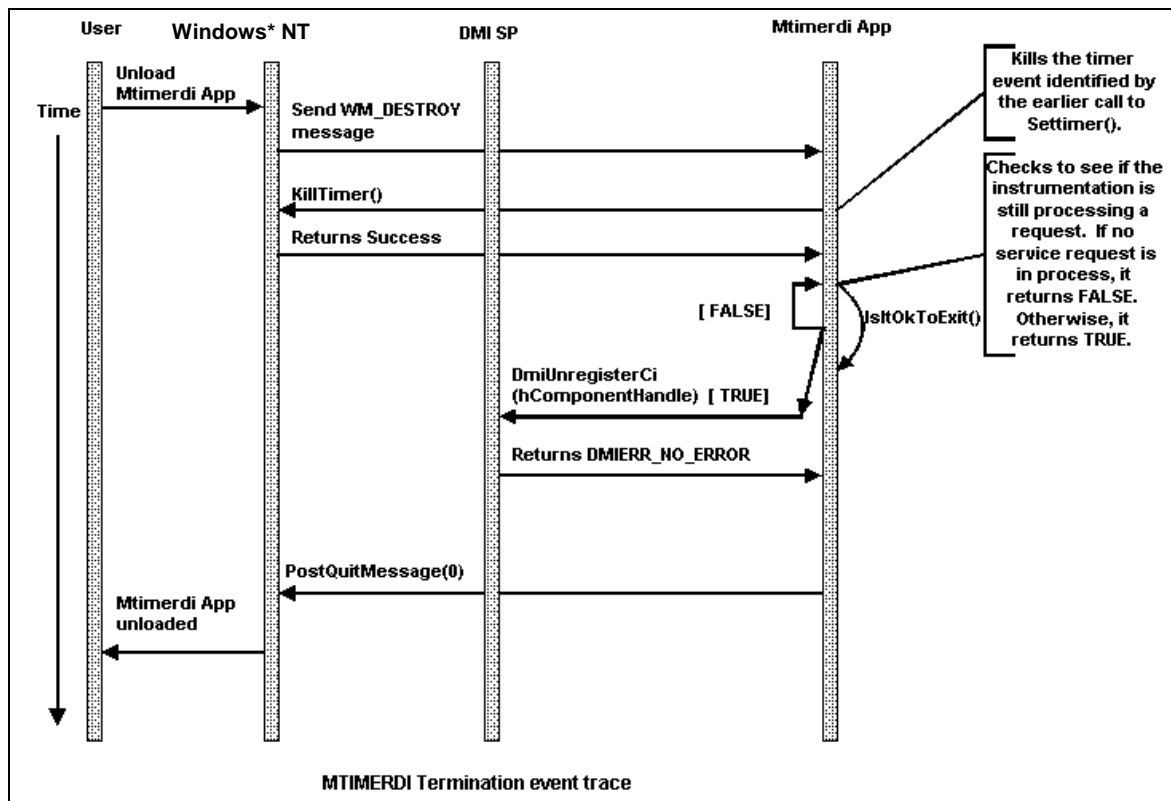 User
Windows* NT
DMI SP
Mtimerdi App
Time
Unload
Mtimerdi App
Send WM_DESTROY
message
Kills the timer
event identified by
the earlier call to
Settimer().
KillTimer()
Returns Success
Checks to see if the
instrumentation is
still processing a
request. If no
service request is
in process, it
returns FALSE.
Otherwise, it
returns TRUE.
[ FALSE]
IsItOkToExit()
DmiUnregisterCi
(hComponentHandle) [ TRUE]
Returns DMIERR_NO_ERROR
PostQuitMessage(0)
Mtimerdi App
unloaded
MTIMERDI Termination event trace